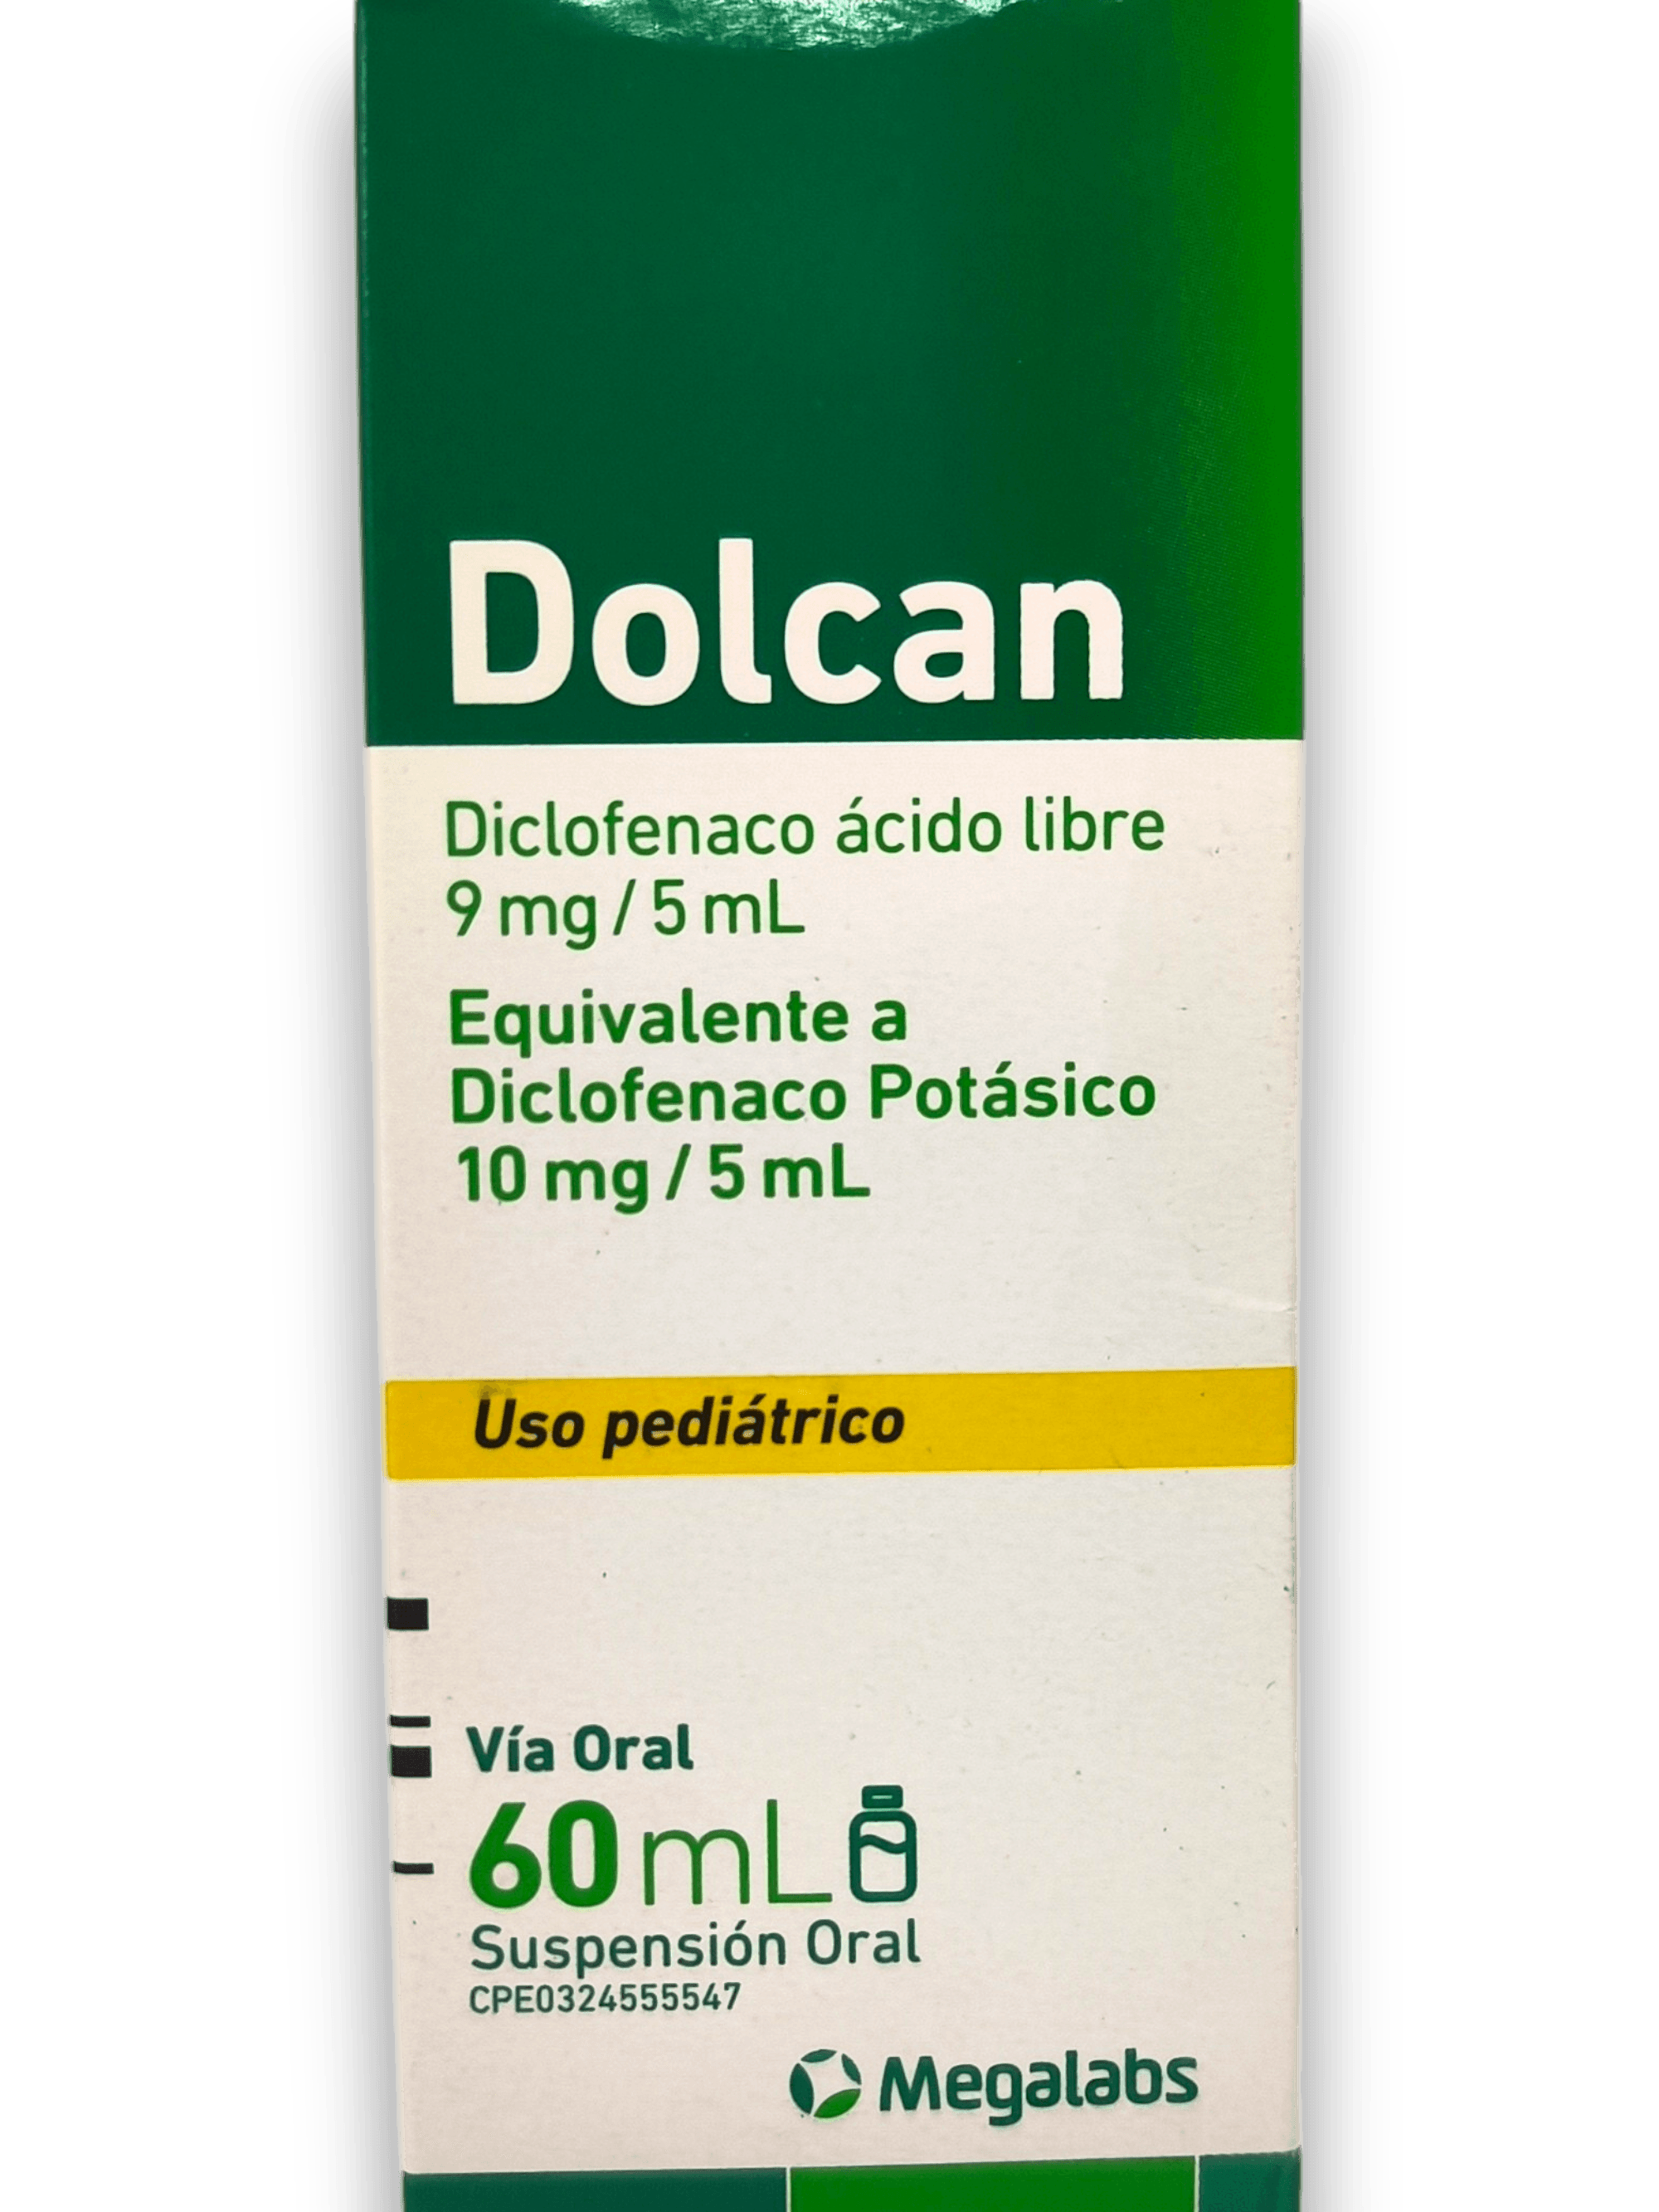 Dolcan
Diclofenaco ácido libre
9 mg / 5 mL
Equivalente a
Diclofenaco Potásico
10 mg / 5 mL
Uso pediátrico
Vía Oral
60 mL
Suspensión Oral
CPE0324555547
Megalabs